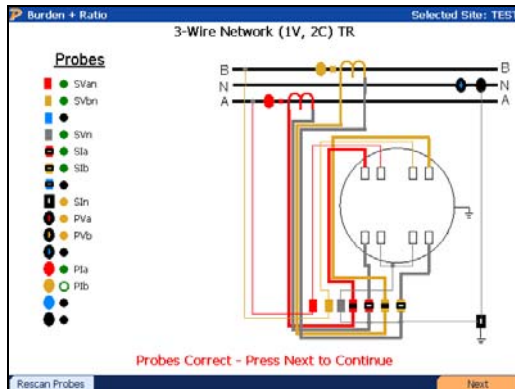 Burden + Ratio
Selected Site: TEST
3-Wire Network (1V, 2C) TR
Probes
SVan
SVbn
SVn
SIa
SIb
SIn
PVa
PVb
PIa
PIb
B B
N N
A A
Probes Correct - Press Next to Continue
Rescan Probes
Next